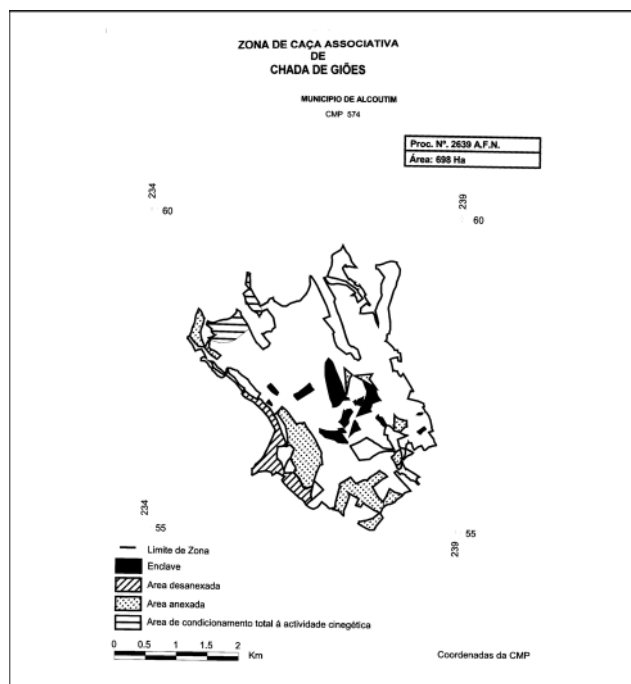 ZONA DE CAÇA ASSOCIATIVA
DE
CHADA DE GIÕES
MUNICIPIO DE ALCOUTIM
CMP 574
Proc. Nº. 2639 A.F.N.
Área: 698 Ha
234
60
239
60
234
55
239
55
Limite de Zona
Enclave
Area desanexada
Area anexada
Area de condicionamento total á actividade cinegética
0 0.5 1 1.5 2
Km
Coordenadas da CMP